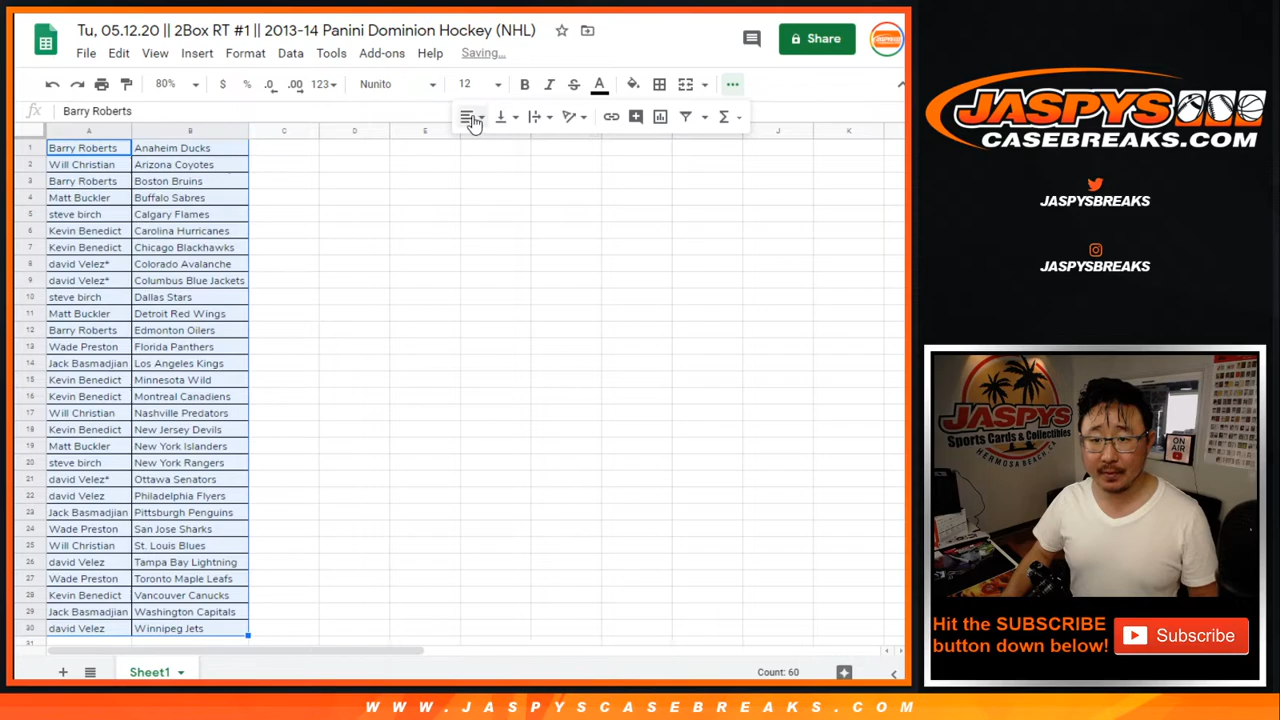 Tu, 05.12.20 || 2Box RT #1 || 2013-14 Panini Dominion Hockey (NHL)
File Edit View Insert Format Data Tools Add-ons Help Saving...
Share
80% $ % .0 .00 123 Nunito 12 B I S A
fx Barry Roberts
A B C D E J K
1 Barry Roberts Anaheim Ducks
2 Will Christian Arizona Coyotes
3 Barry Roberts Boston Bruins
4 Matt Buckler Buffalo Sabres
5 steve birch Calgary Flames
6 Kevin Benedict Carolina Hurricanes
7 Kevin Benedict Chicago Blackhawks
8 david Velez* Colorado Avalanche
9 david Velez* Columbus Blue Jackets
10 steve birch Dallas Stars
11 Matt Buckler Detroit Red Wings
12 Barry Roberts Edmonton Oilers
13 Wade Preston Florida Panthers
14 Jack Basmadjian Los Angeles Kings
15 Kevin Benedict Minnesota Wild
16 Kevin Benedict Montreal Canadiens
17 Will Christian Nashville Predators
18 Kevin Benedict New Jersey Devils
19 Matt Buckler New York Islanders
20 steve birch New York Rangers
21 david Velez* Ottawa Senators
22 david Velez Philadelphia Flyers
23 Jack Basmadjian Pittsburgh Penguins
24 Wade Preston San Jose Sharks
25 Will Christian St. Louis Blues
26 david Velez Tampa Bay Lightning
27 Wade Preston Toronto Maple Leafs
28 Kevin Benedict Vancouver Canucks
29 Jack Basmadjian Washington Capitals
30 david Velez Winnipeg Jets
31
Sheet1
Count: 60
JASPYS
CASEBREAKS.COM
JASPYSBREAKS
JASPYSBREAKS
JASPYS
Sports Cards & Collectibles
HERMOSA BEACH, CA
ON
AIR
Hit the SUBSCRIBE
button down below!
Subscribe
WWW.JASPYSCASEBREAKS.COM